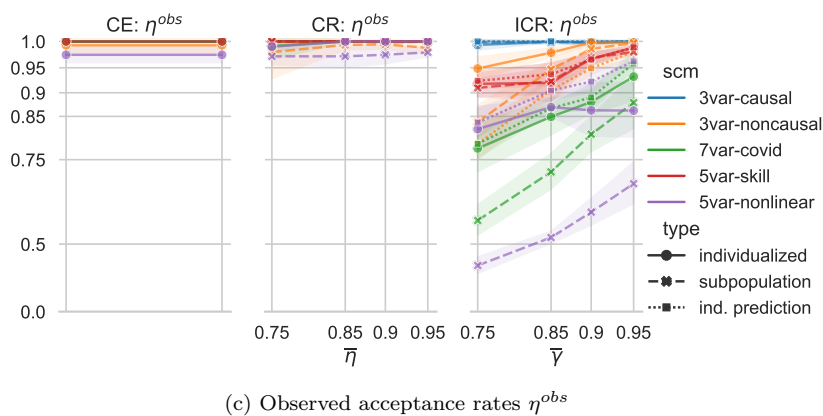 CE: η^obs CR: η^obs ICR: η^obs
1.0
0.95
0.9
0.85
0.75
0.5
0.0
0.75 0.85 0.9 0.95
η̅
0.75 0.85 0.9 0.95
γ̅
scm
3var-causal
3var-noncausal
7var-covid
5var-skill
5var-nonlinear
type
individualized
subpopulation
ind. prediction
(c) Observed acceptance rates η^obs